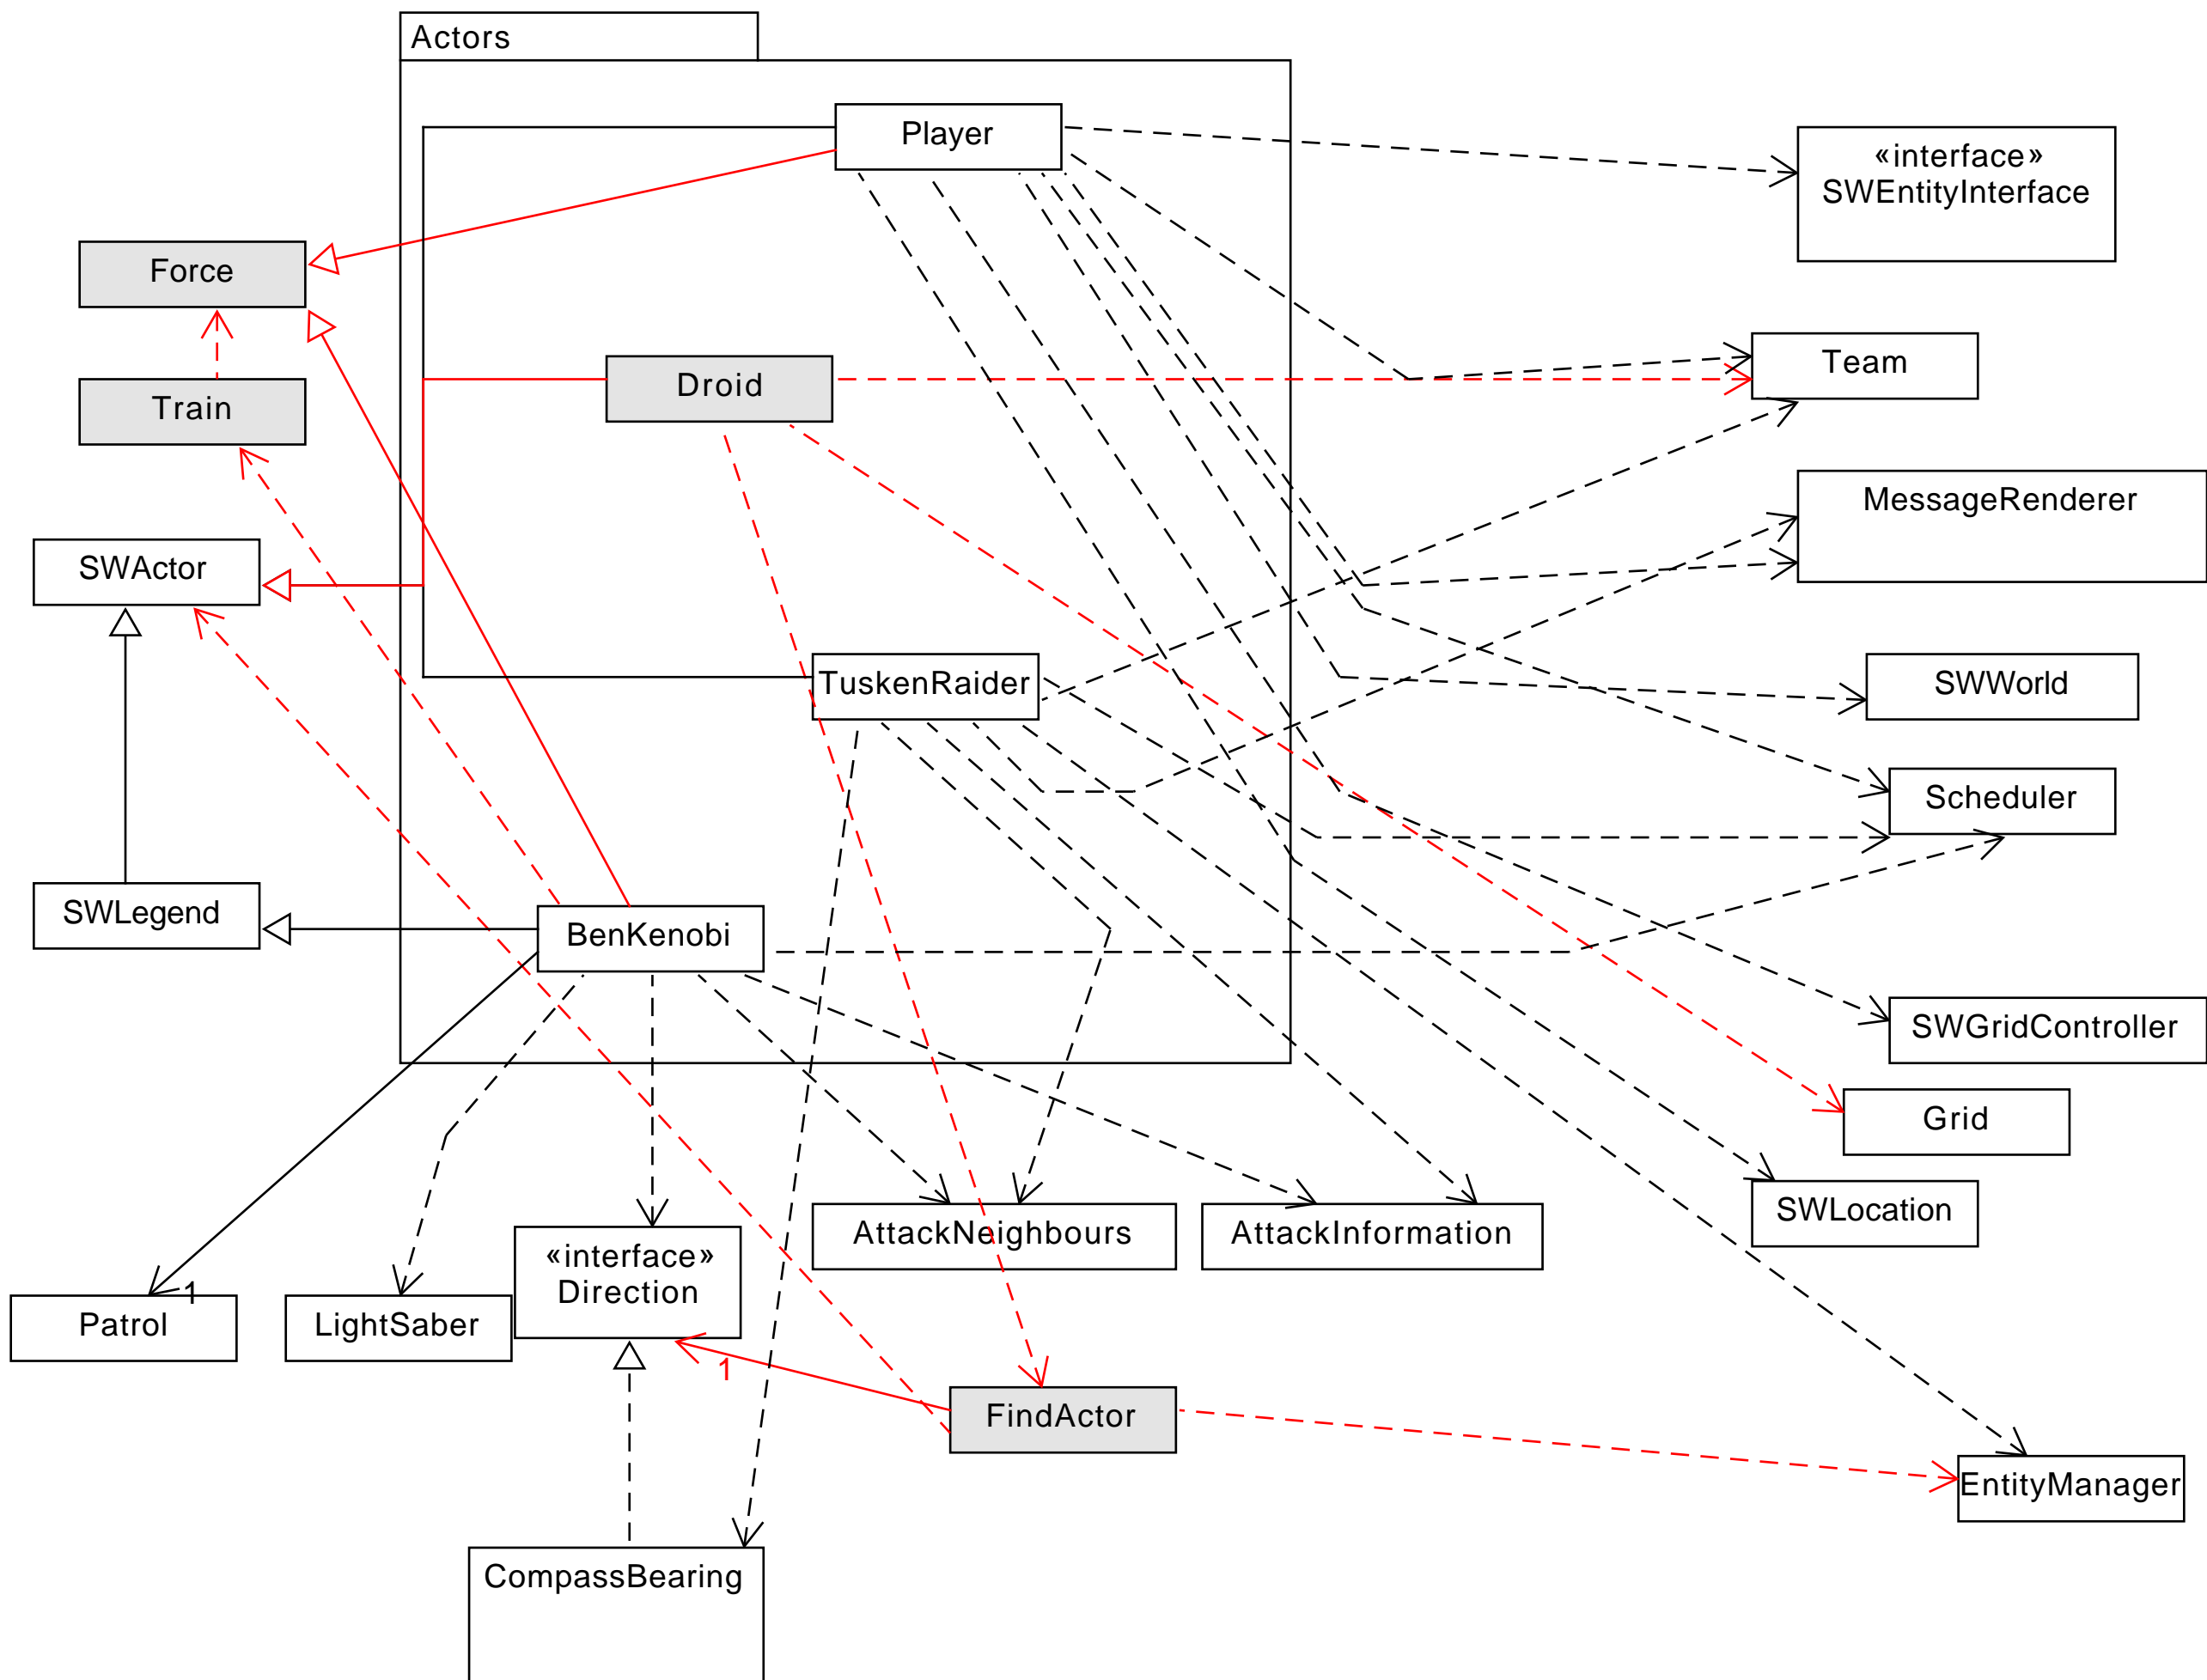 Actors
Player
«interface»
SWEntityInterface
Force
Team
Droid
Train
MessageRenderer
SWActor
TuskenRaider
SWWorld
Scheduler
SWLegend
BenKenobi
SWGridController
Grid
SWLocation
AttackNeighbours
AttackInformation
«interface»
Direction
1
Patrol
LightSaber
1
FindActor
EntityManager
CompassBearing